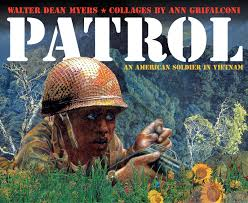 WALTER DEAN MYERS ★ COLLAGES BY ANN GRIFALCONI
PATROL
AN AMERICAN SOLDIER IN VIETNAM